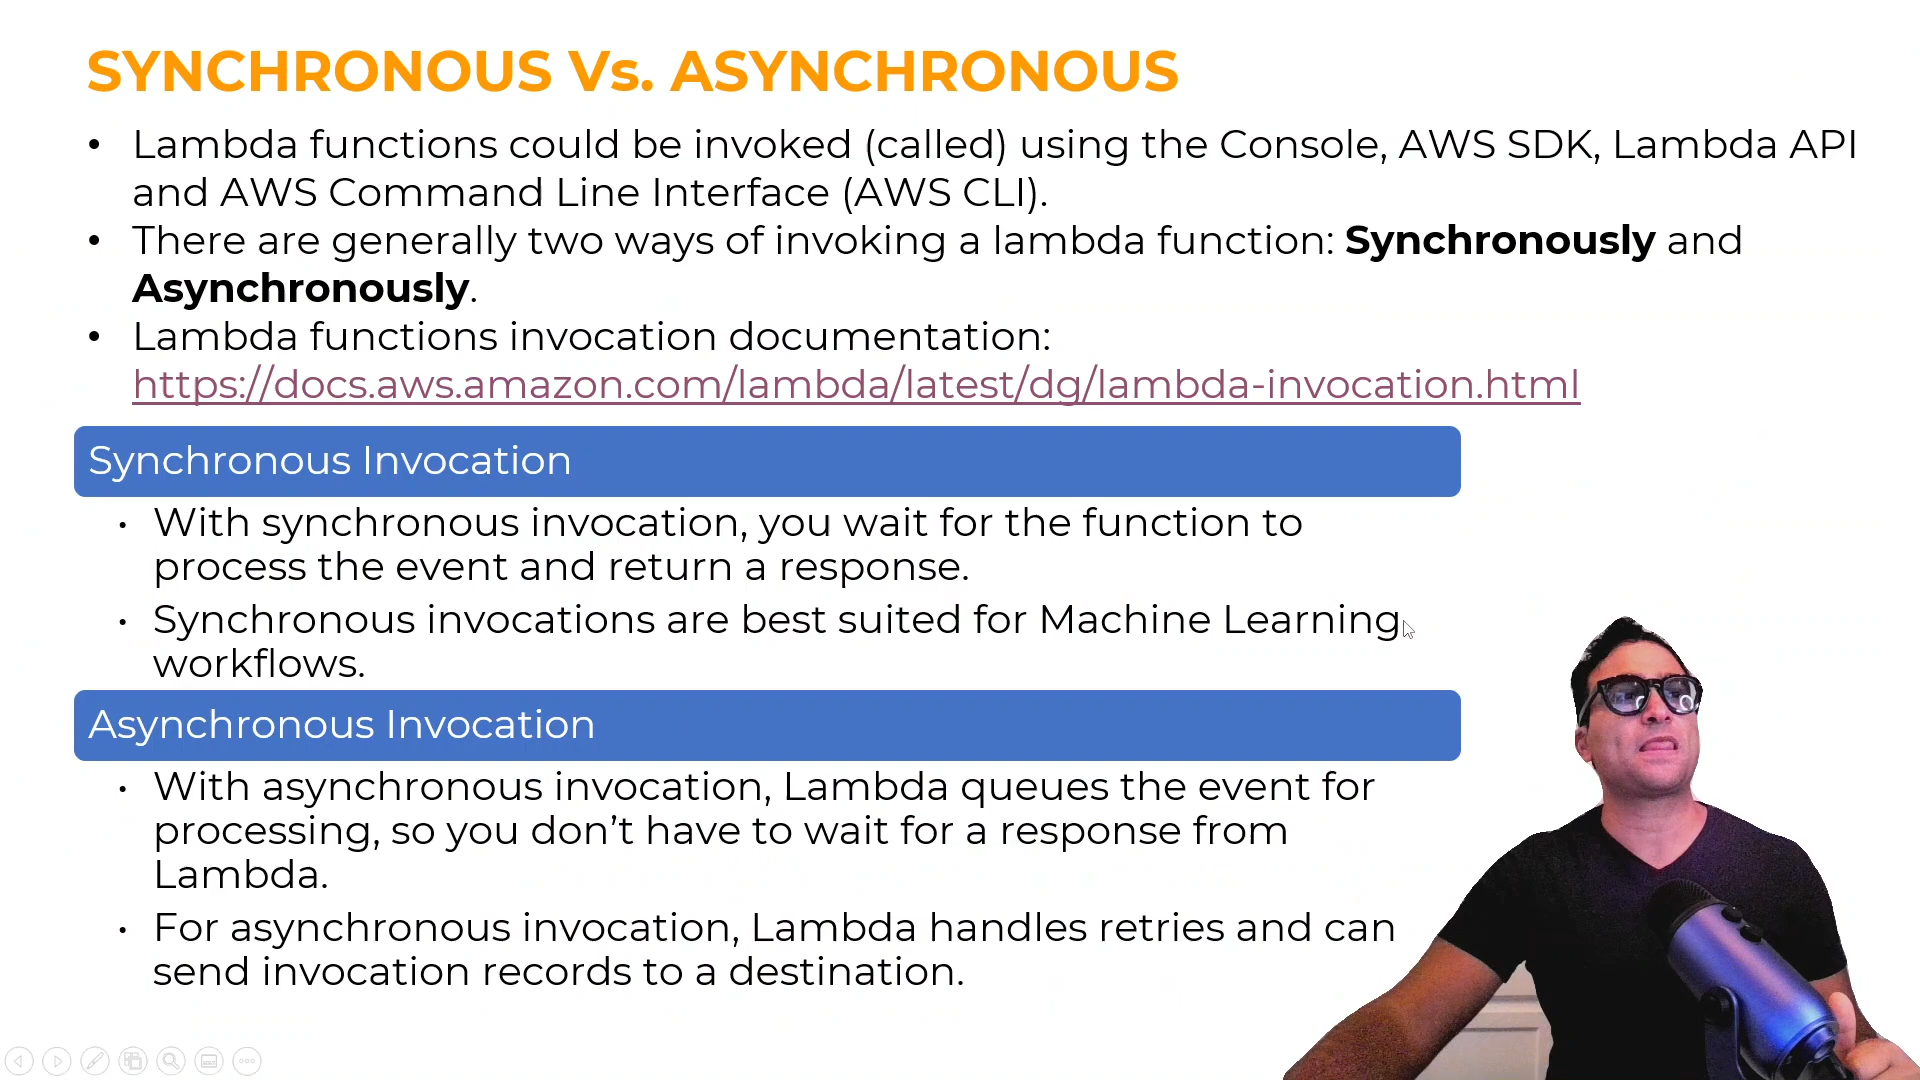 SYNCHRONOUS Vs. ASYNCHRONOUS
• Lambda functions could be invoked (called) using the Console, AWS SDK, Lambda API
and AWS Command Line Interface (AWS CLI).
• There are generally two ways of invoking a lambda function: Synchronously and
Asynchronously.
• Lambda functions invocation documentation:
https://docs.aws.amazon.com/lambda/latest/dg/lambda-invocation.html
Synchronous Invocation
• With synchronous invocation, you wait for the function to
process the event and return a response.
• Synchronous invocations are best suited for Machine Learning
workflows.
Asynchronous Invocation
• With asynchronous invocation, Lambda queues the event for
processing, so you don’t have to wait for a response from
Lambda.
• For asynchronous invocation, Lambda handles retries and can
send invocation records to a destination.